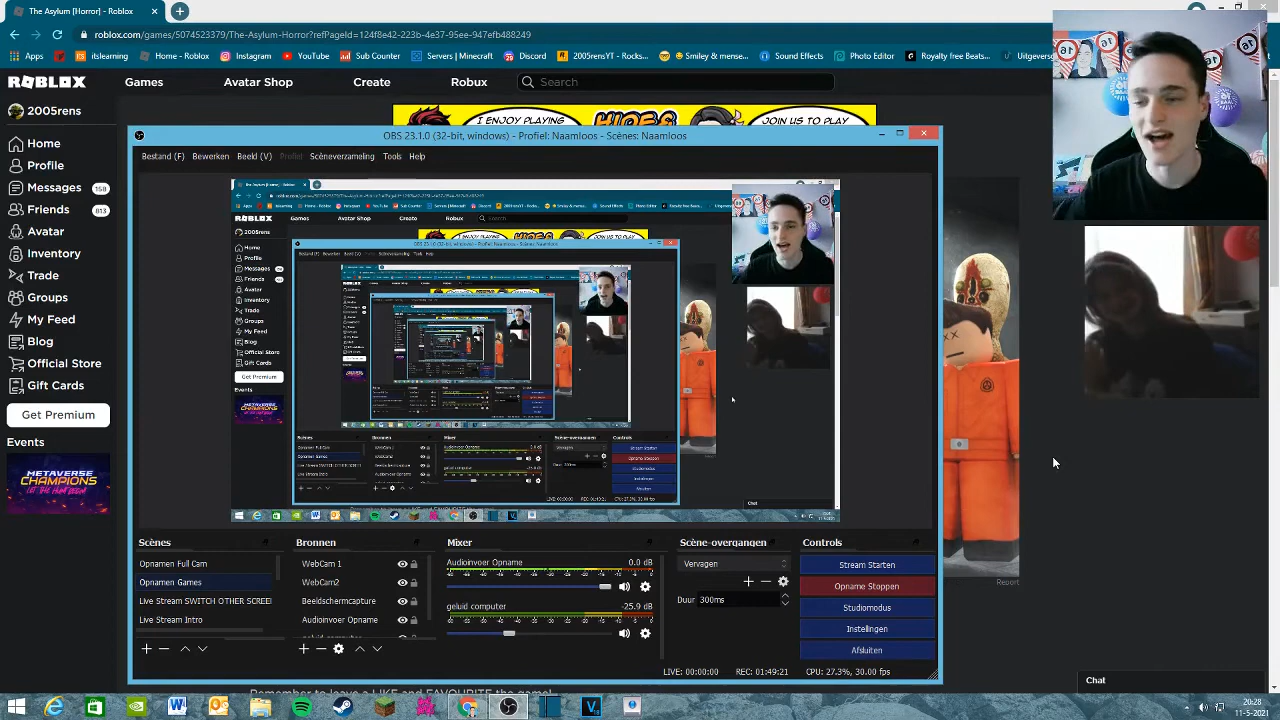 The Asylum [Horror] - Roblox
roblox.com/games/5074523379/The-Asylum-Horror?refPageId=124f8e42-223b-4e37-95ee-947efb488249
Apps
itslearning
Home - Roblox
Instagram
YouTube
Sub Counter
Servers | Minecraft
Discord
2005rensYT - Rocks...
Smiley & mense...
Sound Effects
Photo Editor
Royalty free Beats...
Uitgevers
ROBLOX
Games
Avatar Shop
Create
Robux
Search
2005rens
Home
Profile
Messages
158
Friends
813
Avatar
Inventory
Trade
Groups
My Feed
Blog
Official Store
Gift Cards
Get Premium
Events
METAVERSE
CHAMPIONS
I ENJOY PLAYING
JOIN US TO PLAY
OBS 23.1.0 (32-bit, windows) - Profiel: Naamloos - Scènes: Naamloos
Bestand (F)
Bewerken
Beeld (V)
Profiel
Scèneverzameling
Tools
Help
Scènes
Opnamen Full Cam
Opnamen Games
Live Stream SWITCH OTHER SCREEI
Live Stream Intro
Bronnen
WebCam 1
WebCam2
Beeldschermcapture
Audioinvoer Opname
geluid computer
Mixer
Audioinvoer Opname
0.0 dB
geluid computer
-25.9 dB
Scène-overgangen
Vervagen
Duur
300ms
Controls
Stream Starten
Opname Stoppen
Studiomodus
Instellingen
Afsluiten
LIVE: 00:00:00
REC: 01:49:21
CPU: 27.3%, 30.00 fps
Report
Remember to leave a LIKE and FAVOURITE the game!
Chat
20:28
11-5-2021